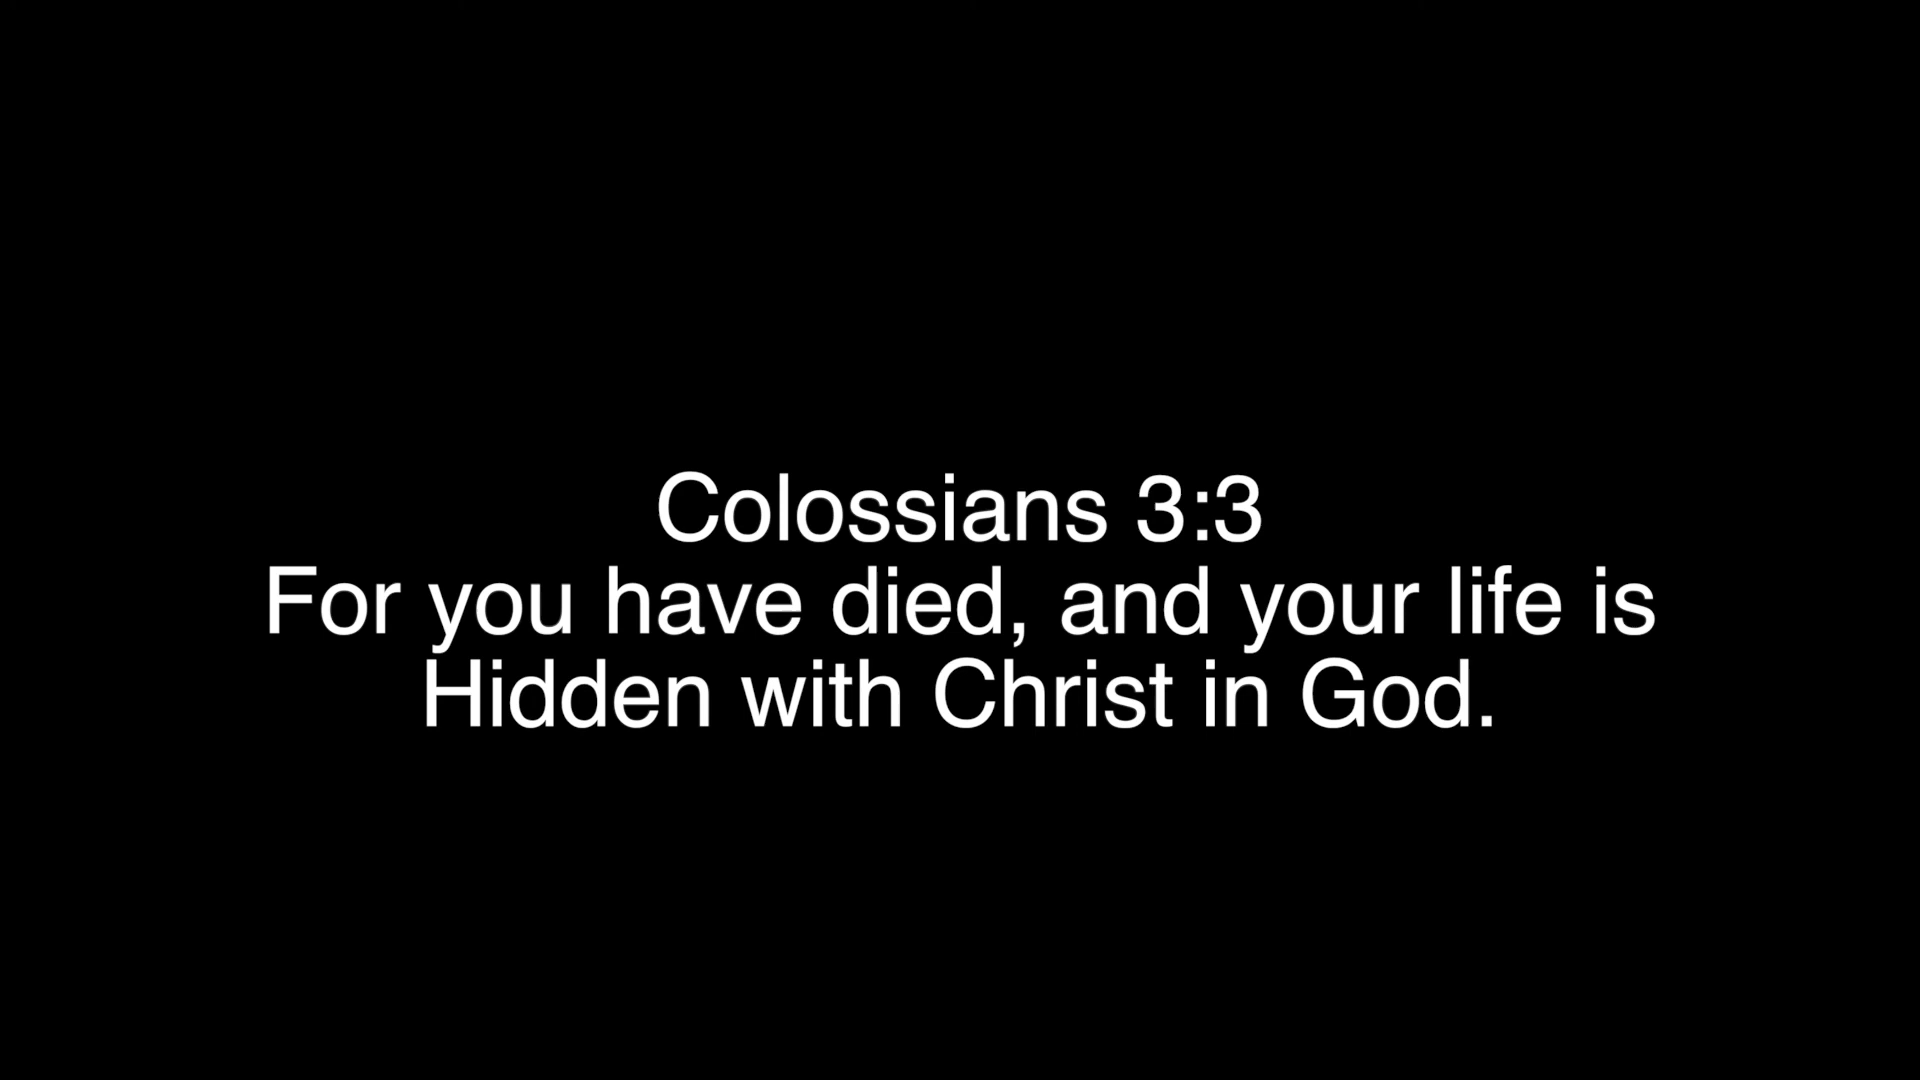 Colossians 3:3
For you have died, and your life is
Hidden with Christ in God.